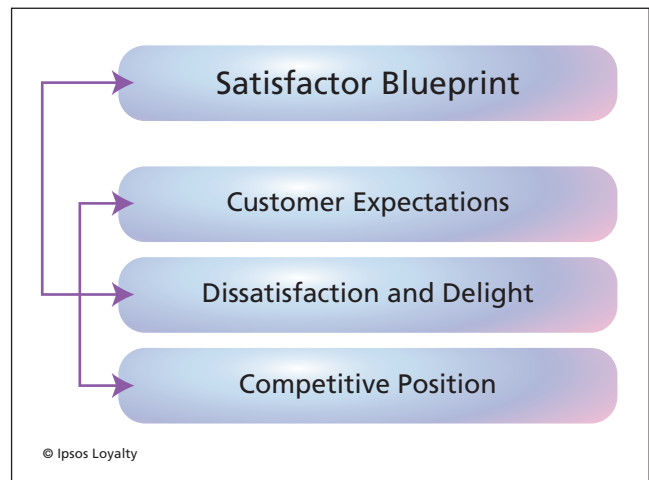 Satisfactor Blueprint
Customer Expectations
Dissatisfaction and Delight
Competitive Position
© Ipsos Loyalty